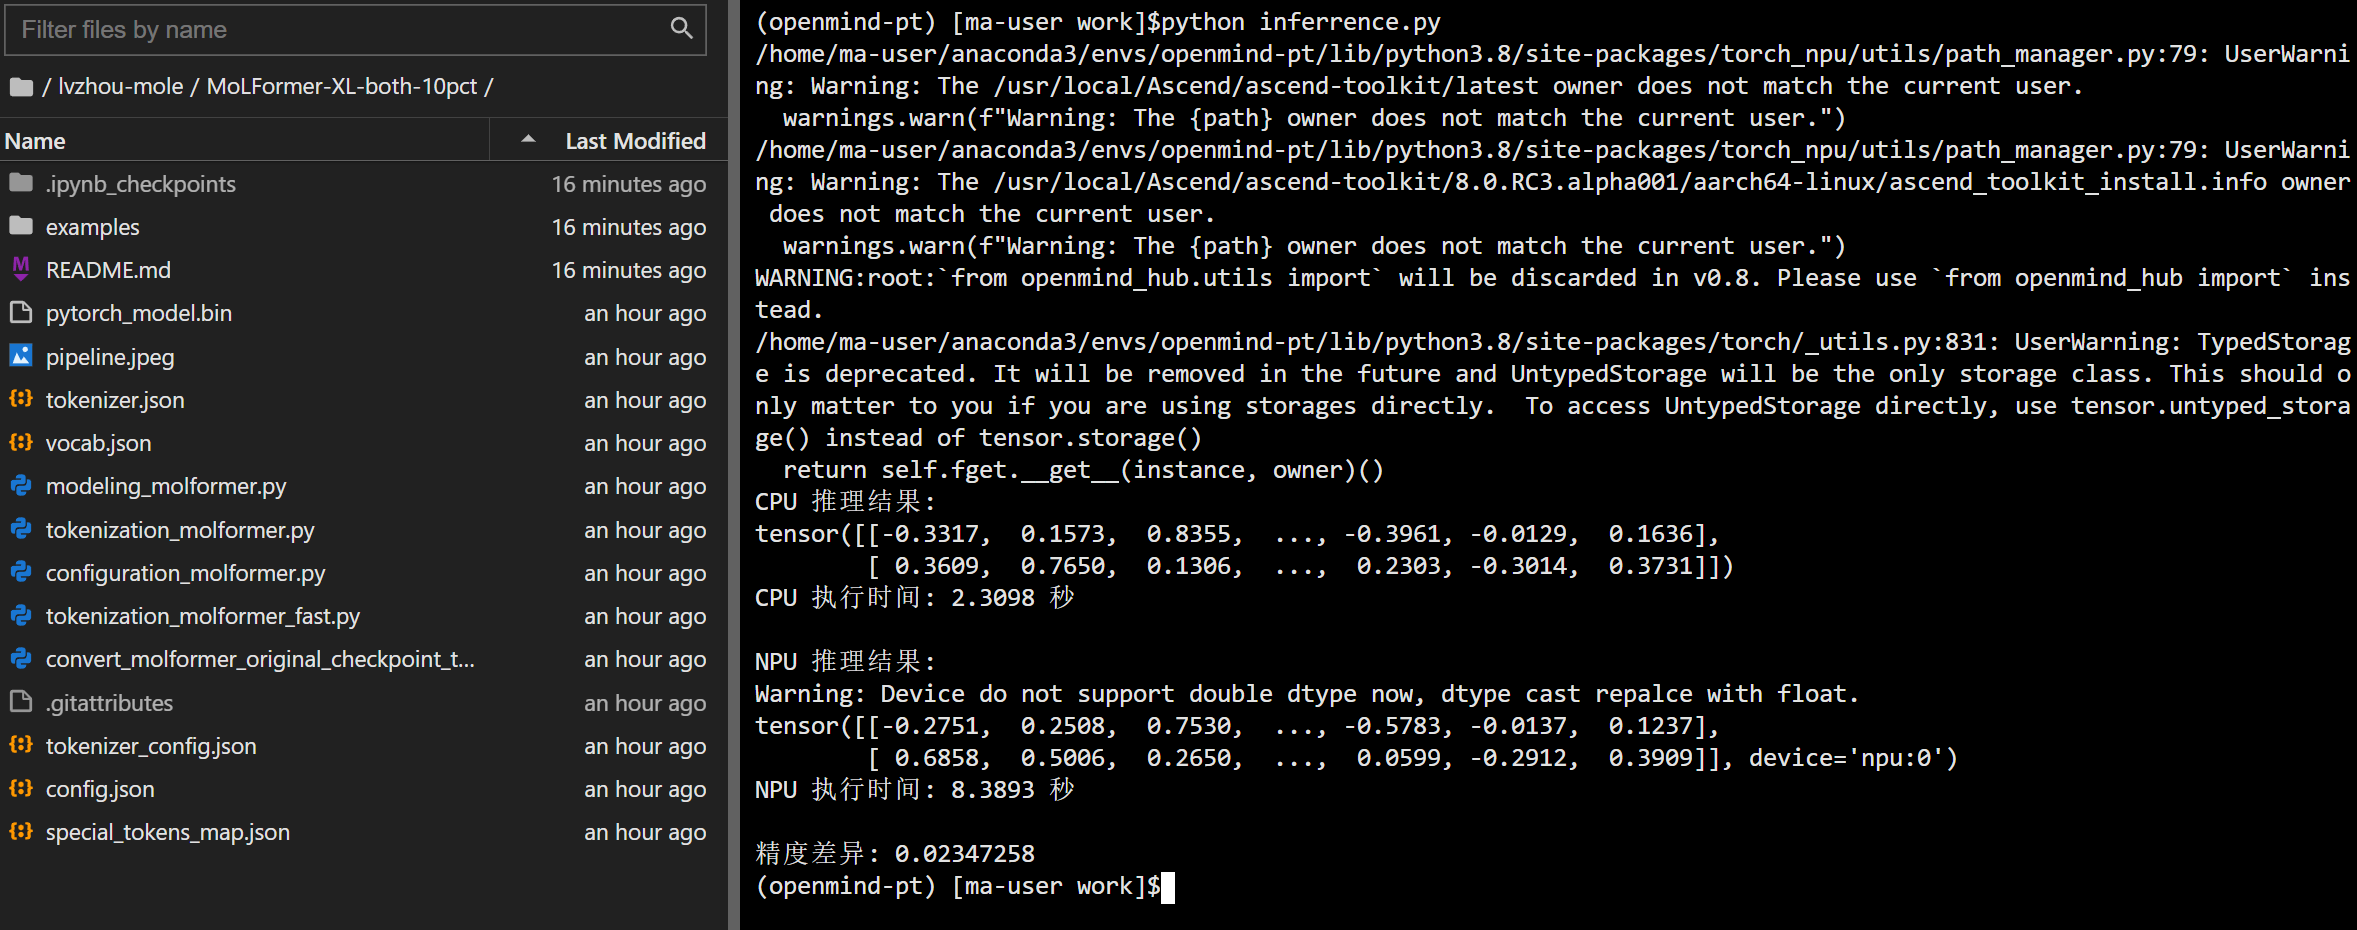 Filter files by name
/ lvzhou-mole / MoLFormer-XL-both-10pct /
Name Last Modified
.ipynb_checkpoints 16 minutes ago
examples 16 minutes ago
README.md 16 minutes ago
pytorch_model.bin an hour ago
pipeline.jpeg an hour ago
tokenizer.json an hour ago
vocab.json an hour ago
modeling_molformer.py an hour ago
tokenization_molformer.py an hour ago
configuration_molformer.py an hour ago
tokenization_molformer_fast.py an hour ago
convert_molformer_original_checkpoint_t... an hour ago
.gitattributes an hour ago
tokenizer_config.json an hour ago
config.json an hour ago
special_tokens_map.json an hour ago
(openmind-pt) [ma-user work]$python inferrence.py
/home/ma-user/anaconda3/envs/openmind-pt/lib/python3.8/site-packages/torch_npu/utils/path_manager.py:79: UserWarni
ng: Warning: The /usr/local/Ascend/ascend-toolkit/latest owner does not match the current user.
  warnings.warn(f"Warning: The {path} owner does not match the current user.")
/home/ma-user/anaconda3/envs/openmind-pt/lib/python3.8/site-packages/torch_npu/utils/path_manager.py:79: UserWarni
ng: Warning: The /usr/local/Ascend/ascend-toolkit/8.0.RC3.alpha001/aarch64-linux/ascend_toolkit_install.info owner
 does not match the current user.
  warnings.warn(f"Warning: The {path} owner does not match the current user.")
WARNING:root:`from openmind_hub.utils import` will be discarded in v0.8. Please use `from openmind_hub import` ins
tead.
/home/ma-user/anaconda3/envs/openmind-pt/lib/python3.8/site-packages/torch/_utils.py:831: UserWarning: TypedStorag
e is deprecated. It will be removed in the future and UntypedStorage will be the only storage class. This should o
nly matter to you if you are using storages directly.  To access UntypedStorage directly, use tensor.untyped_stora
ge() instead of tensor.storage()
  return self.fget.__get__(instance, owner)()
CPU 推理结果:
tensor([[-0.3317,  0.1573,  0.8355,  ..., -0.3961, -0.0129,  0.1636],
        [ 0.3609,  0.7650,  0.1306,  ...,  0.2303, -0.3014,  0.3731]])
CPU 执行时间: 2.3098 秒
NPU 推理结果:
Warning: Device do not support double dtype now, dtype cast repalce with float.
tensor([[-0.2751,  0.2508,  0.7530,  ..., -0.5783, -0.0137,  0.1237],
        [ 0.6858,  0.5006,  0.2650,  ...,  0.0599, -0.2912,  0.3909]], device='npu:0')
NPU 执行时间: 8.3893 秒
精度差异: 0.02347258
(openmind-pt) [ma-user work]$